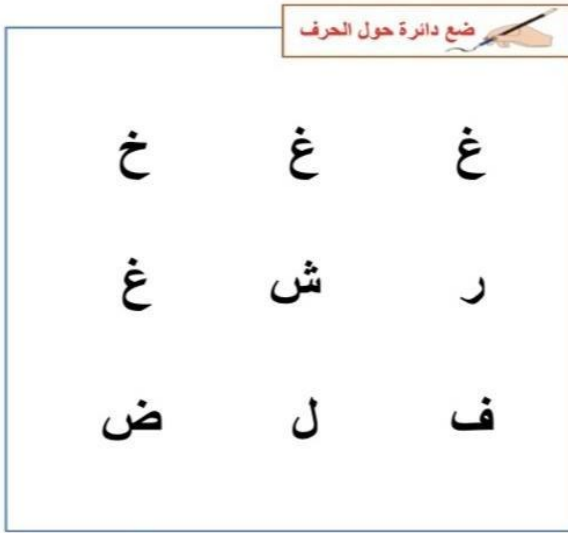 ضع دائرة حول الحرف
غ غ خ
ر ش غ
ف ل ض